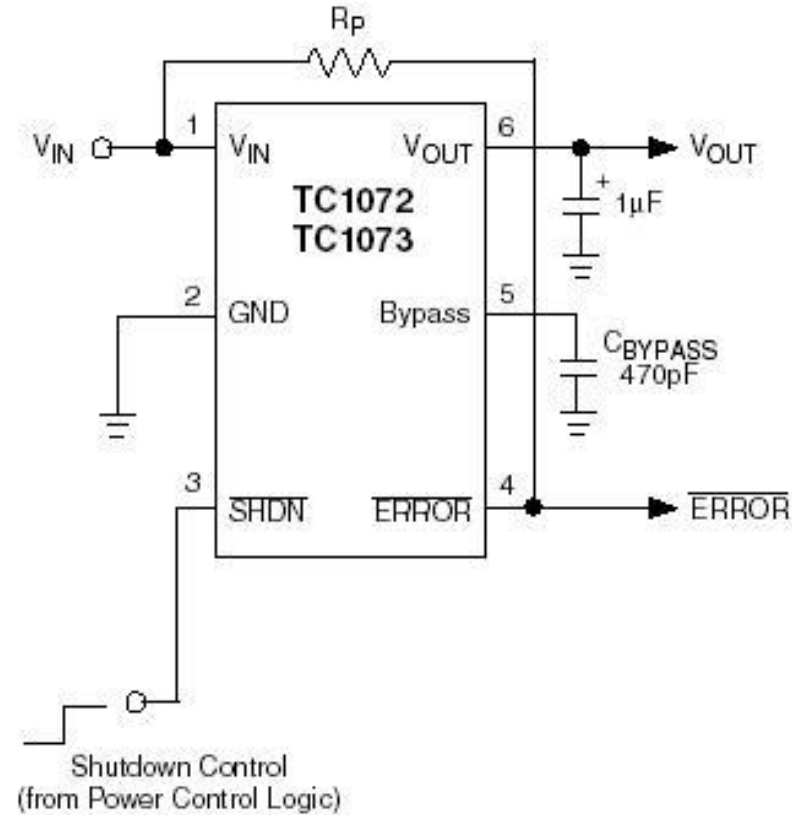 RP
VIN
1
VIN
VOUT
6
VOUT
TC1072
TC1073
+
1µF
2
GND
Bypass
5
CBYPASS
470pF
3
SHDN
ERROR
4
ERROR
Shutdown Control
(from Power Control Logic)